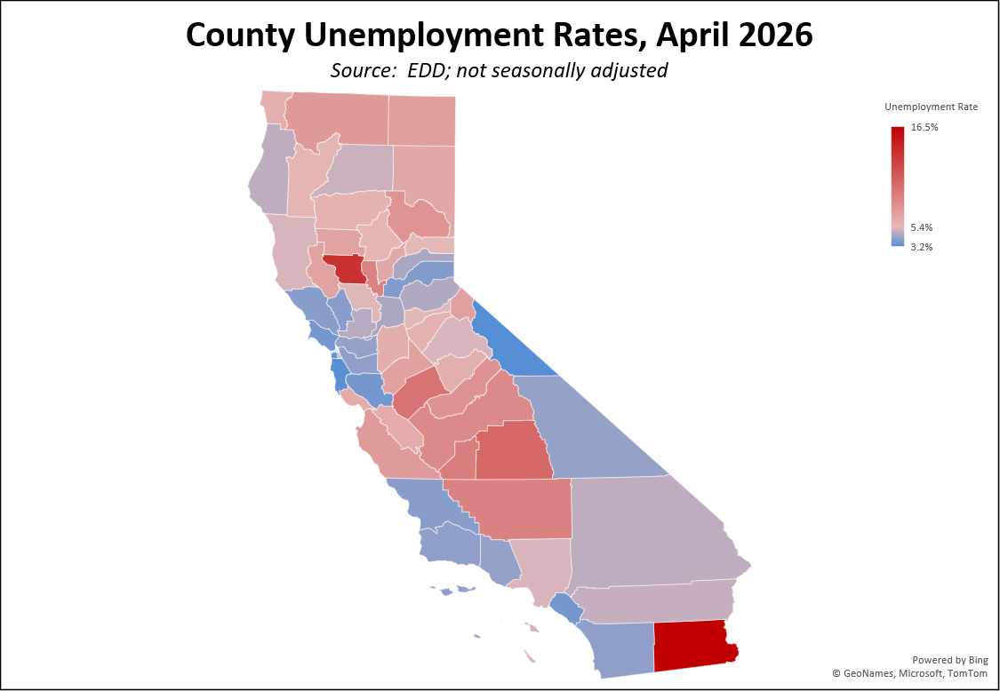 County Unemployment Rates, April 2026
Source:  EDD; not seasonally adjusted
Unemployment Rate
16.5%
5.4%
3.2%
Powered by Bing
© GeoNames, Microsoft, TomTom